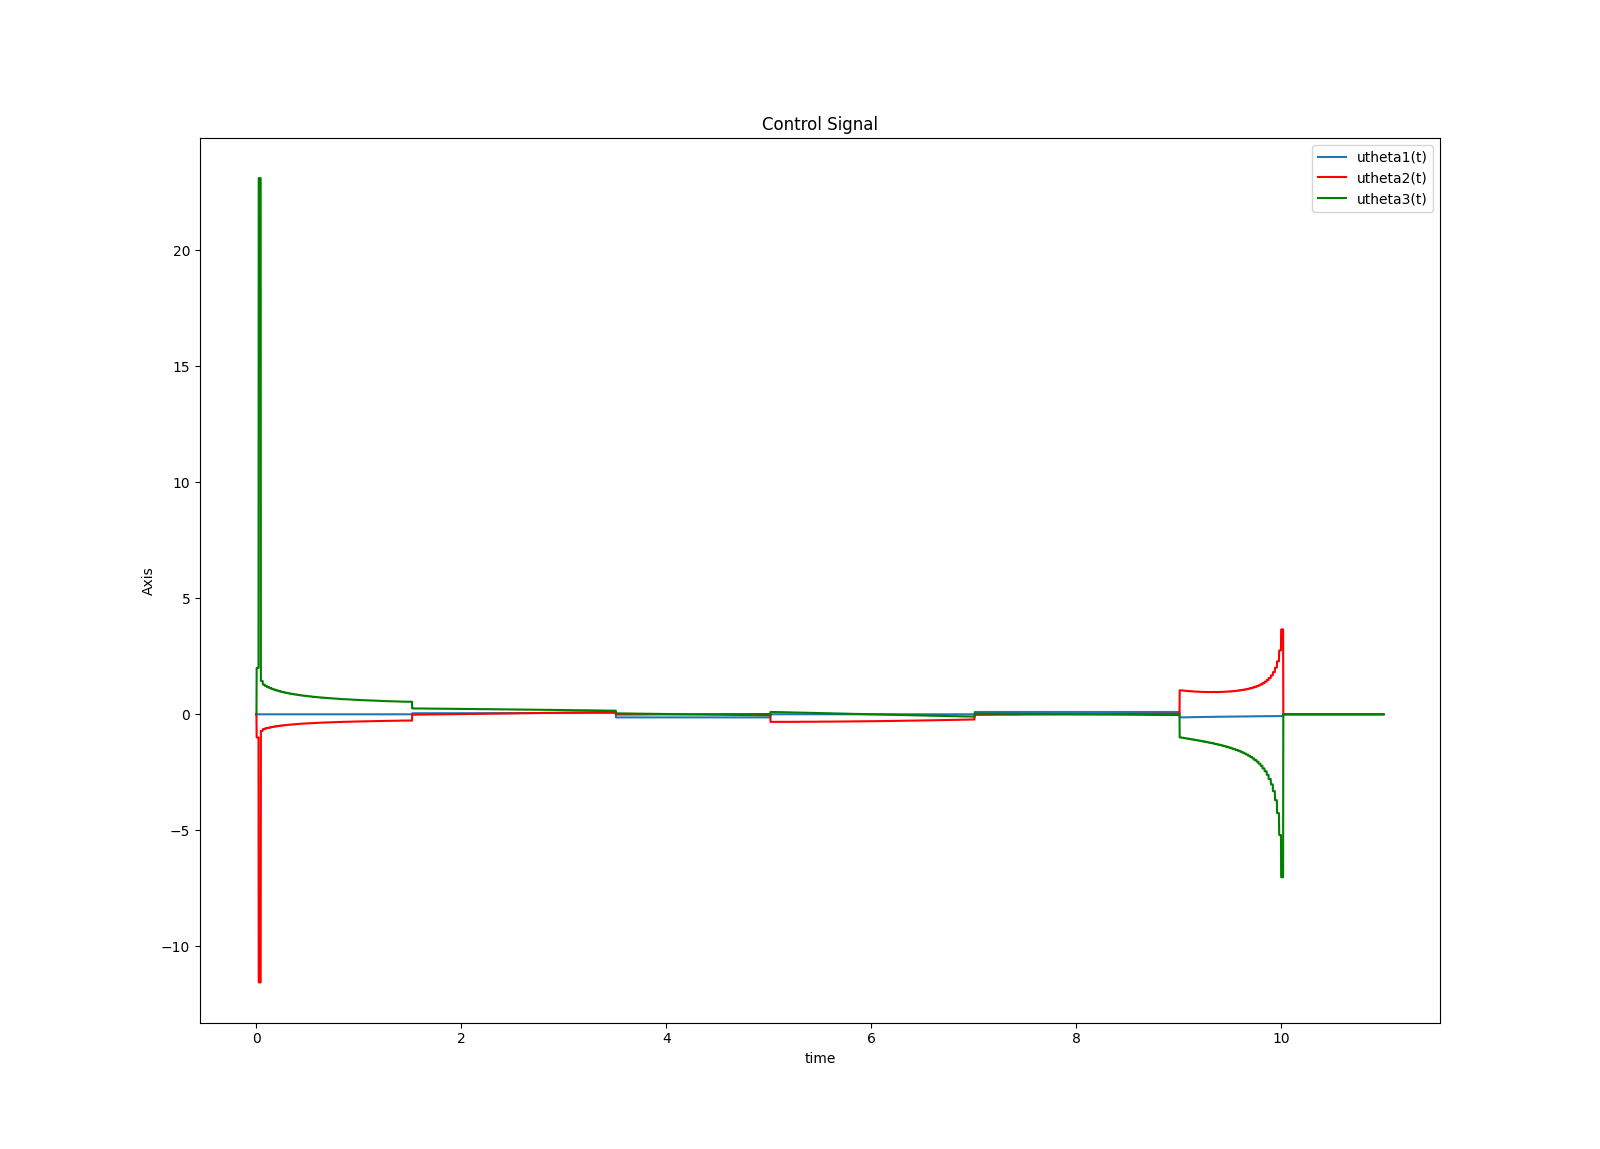 Control Signal
utheta1(t)
utheta2(t)
utheta3(t)
20
15
10
5
0
−5
−10
Axis
0 2 4 6 8 10
time